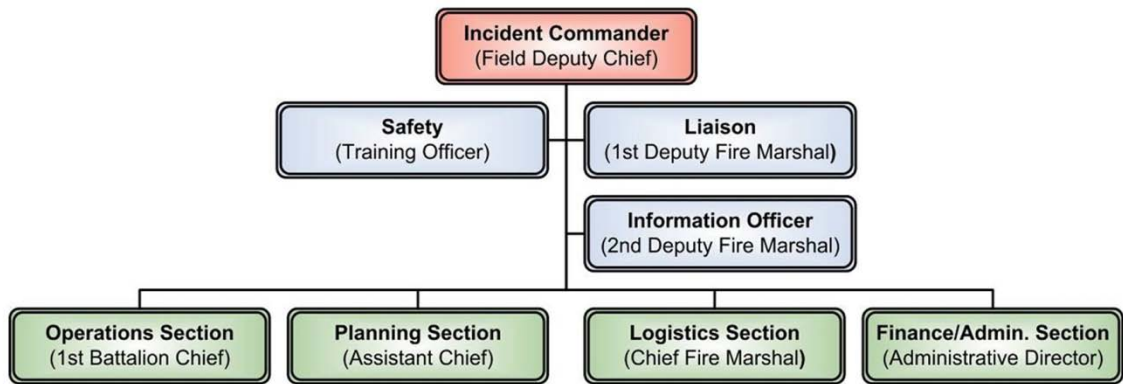 Incident Commander
(Field Deputy Chief)
Safety
(Training Officer)
Liaison
(1st Deputy Fire Marshal)
Information Officer
(2nd Deputy Fire Marshal)
Operations Section
(1st Battalion Chief)
Planning Section
(Assistant Chief)
Logistics Section
(Chief Fire Marshal)
Finance/Admin. Section
(Administrative Director)